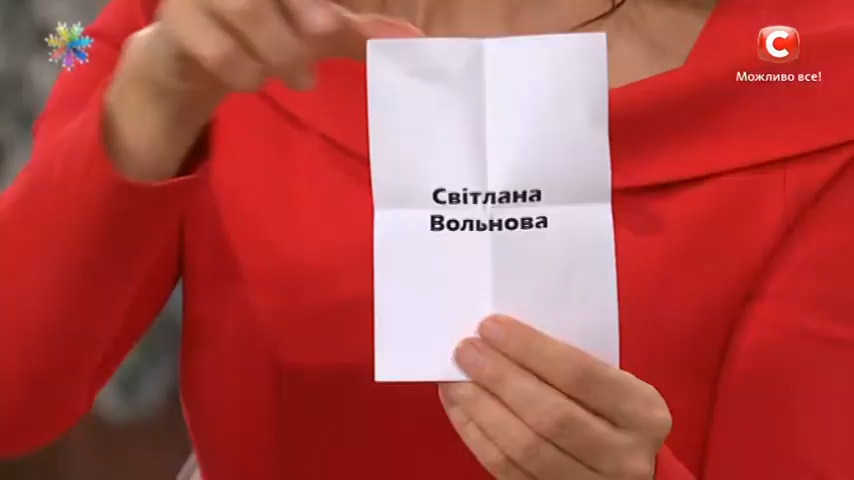 Можливо все!
Світлана
Вольнова